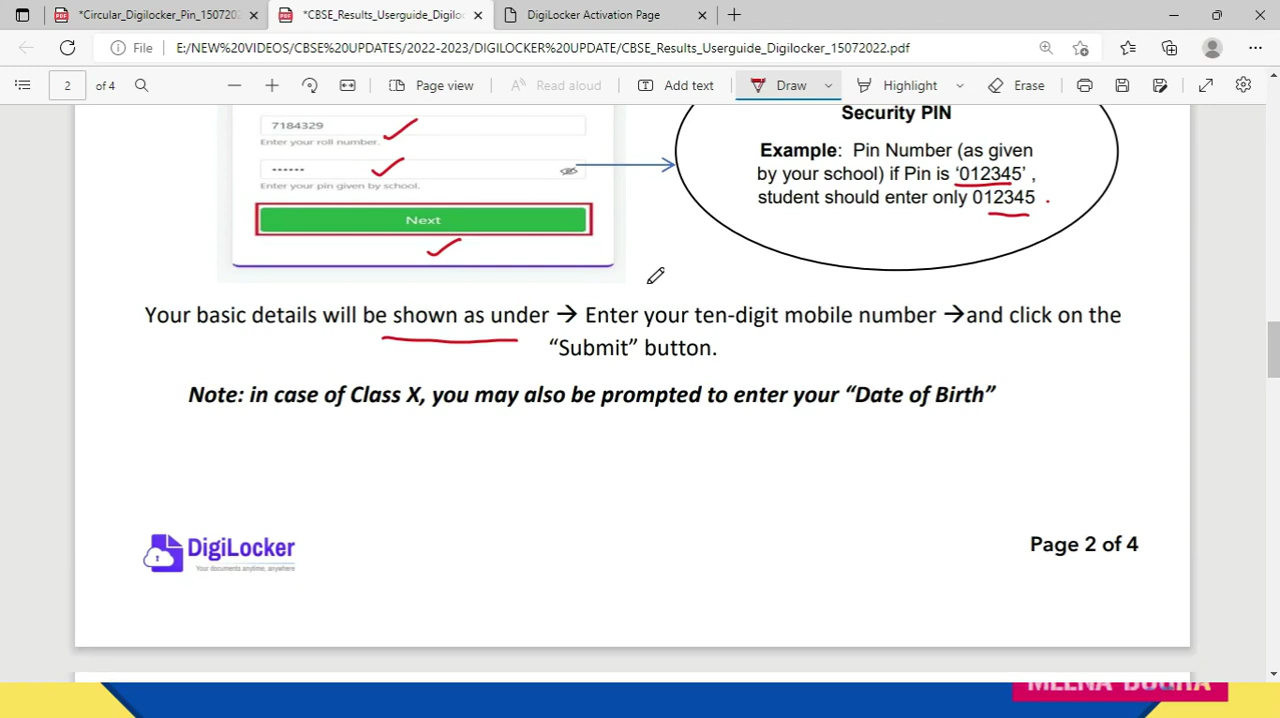 *Circular_Digilocker_Pin_150720
*CBSE_Results_Userguide_Digiloc
DigiLocker Activation Page
File
E:/NEW%20VIDEOS/CBSE%20UPDATES/2022-2023/DIGILOCKER%20UPDATE/CBSE_Results_Userguide_Digilocker_15072022.pdf
2 of 4
Page view
Read aloud
Add text
Draw
Highlight
Erase
7184329
Enter your roll number.
••••••
Enter your pin given by school.
Next
Security PIN
Example: Pin Number (as given
by your school) if Pin is ‘012345’ ,
student should enter only 012345 .
Your basic details will be shown as under → Enter your ten-digit mobile number →and click on the
“Submit” button.
Note: in case of Class X, you may also be prompted to enter your “Date of Birth”
DigiLocker
Your documents anytime, anywhere
Page 2 of 4